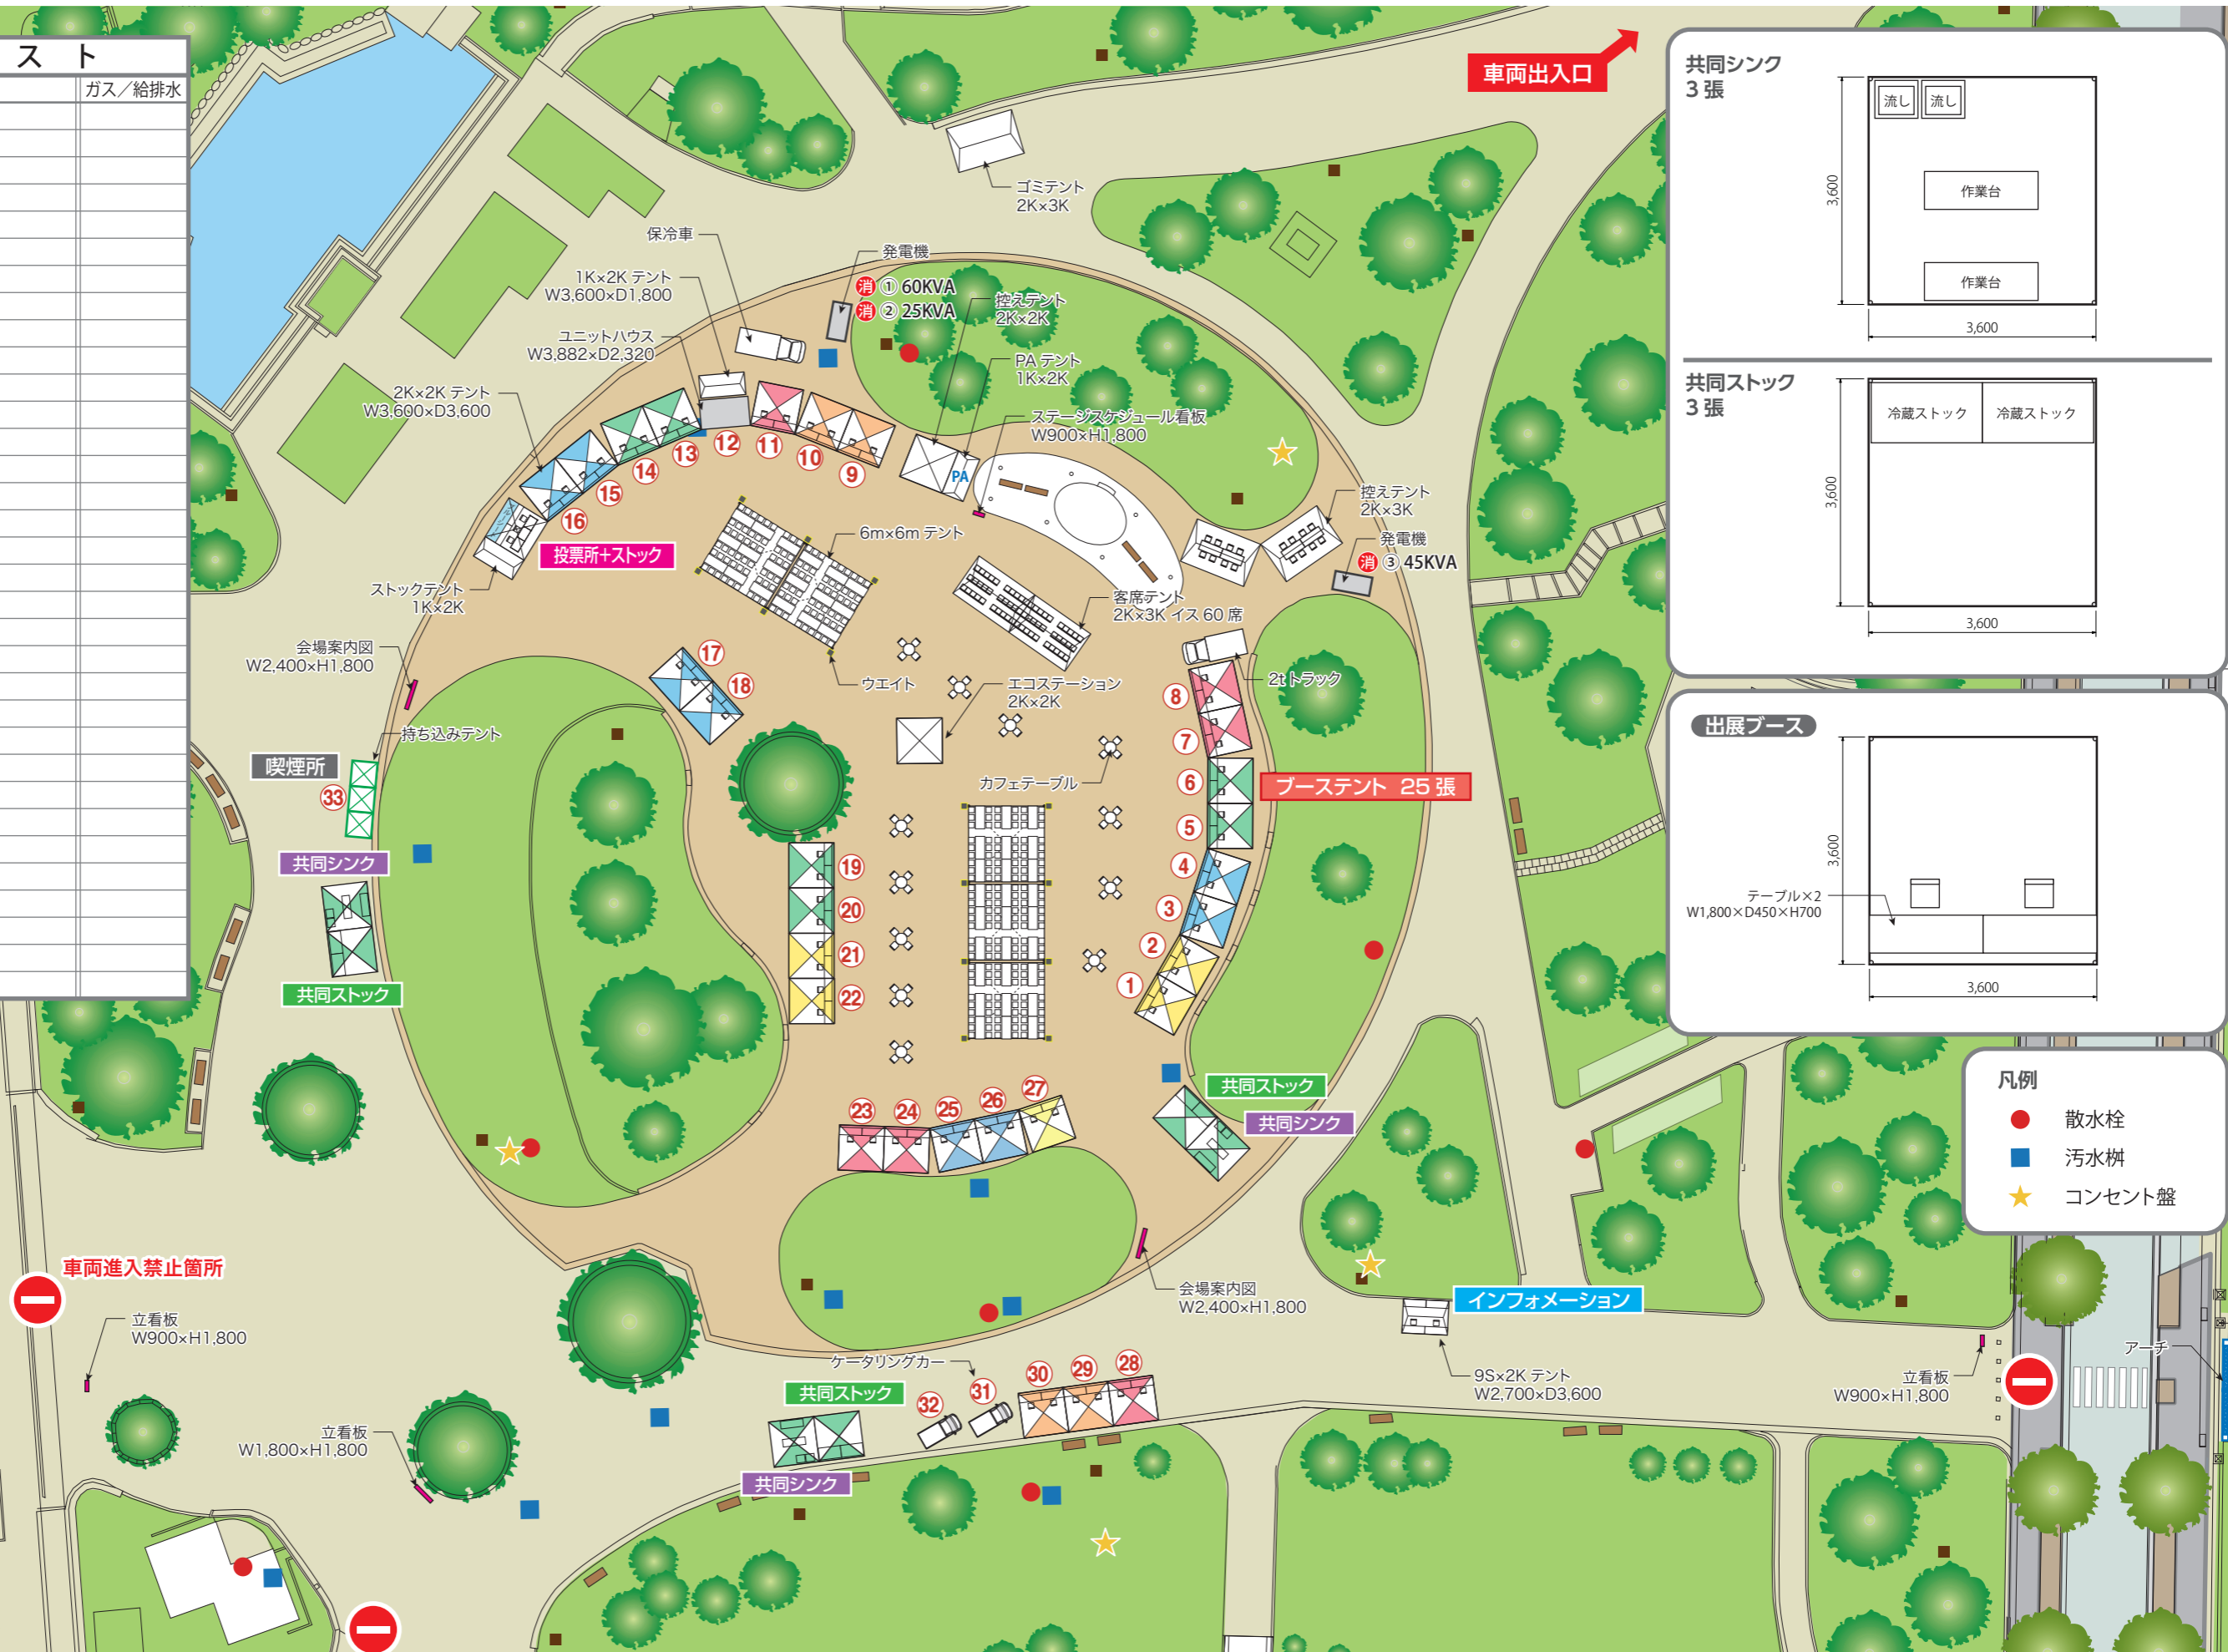 スト
ガス／給排水
車両出入口
ゴミテント
2K×3K
保冷車
発電機
消 ① 60KVA
消 ② 25KVA
1K×2K テント
W3,600×D1,800
控えテント
2K×2K
ユニットハウス
W3,882×D2,320
PA テント
1K×2K
2K×2K テント
W3,600×D3,600
ステージスケジュール看板
W900×H1,800
PA
⑯
⑮
⑭
⑬
⑫
⑪
⑩
⑨
投票所+ストック
6m×6m テント
控えテント
2K×3K
発電機
消 ③ 45KVA
ストックテント
1K×2K
客席テント
2K×3K イス 60 席
会場案内図
W2,400×H1,800
⑰
⑱
ウエイト
エコステーション
2K×2K
2t トラック
持ち込みテント
喫煙所
㉝
カフェテーブル
ブーステント 25 張
⑧
⑦
⑥
⑤
④
③
②
①
共同シンク
共同ストック
⑲
⑳
㉑
㉒
㉓
㉔
㉕
㉖
㉗
共同ストック
共同シンク
車両進入禁止箇所
立看板
W900×H1,800
会場案内図
W2,400×H1,800
インフォメーション
9S×2K テント
W2,700×D3,600
立看板
W900×H1,800
アーチ
ケータリングカー
共同ストック
㉜
㉛
㉚
㉙
㉘
共同シンク
立看板
W1,800×H1,800
共同シンク
3 張
流し
流し
作業台
作業台
3,600
3,600
共同ストック
3 張
冷蔵ストック
冷蔵ストック
3,600
3,600
出展ブース
3,600
テーブル×2
W1,800×D450×H700
3,600
凡例
散水栓
汚水桝
コンセント盤